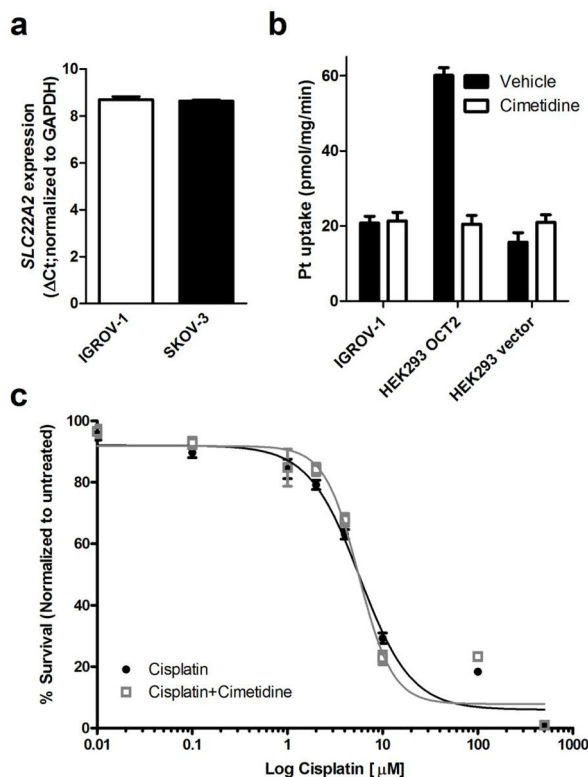 a
SLC22A2 expression
(ΔCt;normalized to GAPDH)
10
8
6
4
2
0
IGROV-1
SKOV-3
b
Pt uptake (pmol/mg/min)
60
40
20
0
Vehicle
Cimetidine
IGROV-1
HEK293 OCT2
HEK293 vector
c
% Survival (Normalized to untreated)
100
80
60
40
20
0
Cisplatin
Cisplatin+Cimetidine
0.01
0.1
1
10
100
1000
Log Cisplatin [ μM]